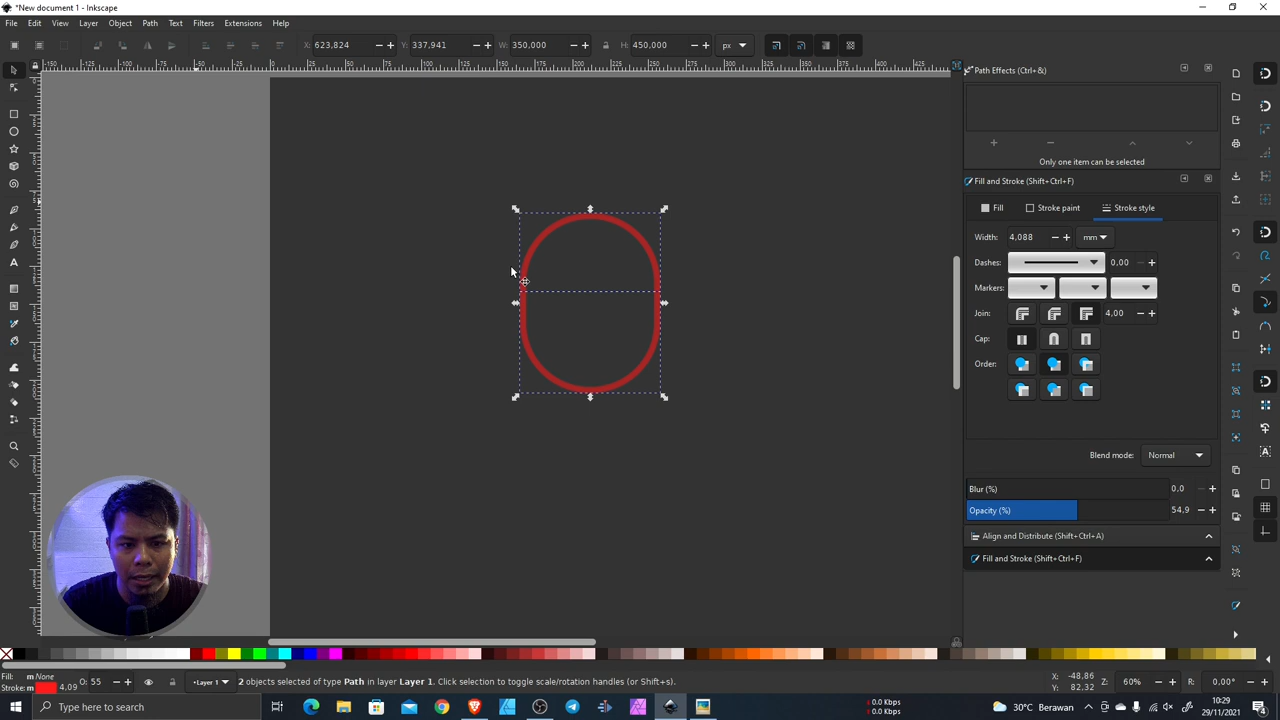 *New document 1 - Inkscape
File Edit View Layer Object Path Text Filters Extensions Help
X: 623,824 Y: 337,941 W: 350,000 H: 450,000 px
Path Effects (Ctrl+&)
Only one item can be selected
Fill and Stroke (Shift+Ctrl+F)
Fill Stroke paint Stroke style
Width: 4,088 mm
Dashes: 0,00
Markers:
Join: 4,00
Cap:
Order:
Blend mode: Normal
Blur (%) 0.0
Opacity (%) 54,9
Align and Distribute (Shift+Ctrl+A)
Fill and Stroke (Shift+Ctrl+F)
Fill: m None
Stroke: m 4,09 O: 55 Layer 1 2 objects selected of type Path in layer Layer 1. Click selection to toggle scale/rotation handles (or Shift+s). X: -48,86 Y: 82,32 Z: 60% R: 0,00°
Type here to search 0.0 Kbps 0.0 Kbps 30°C Berawan 10:29 29/11/2021